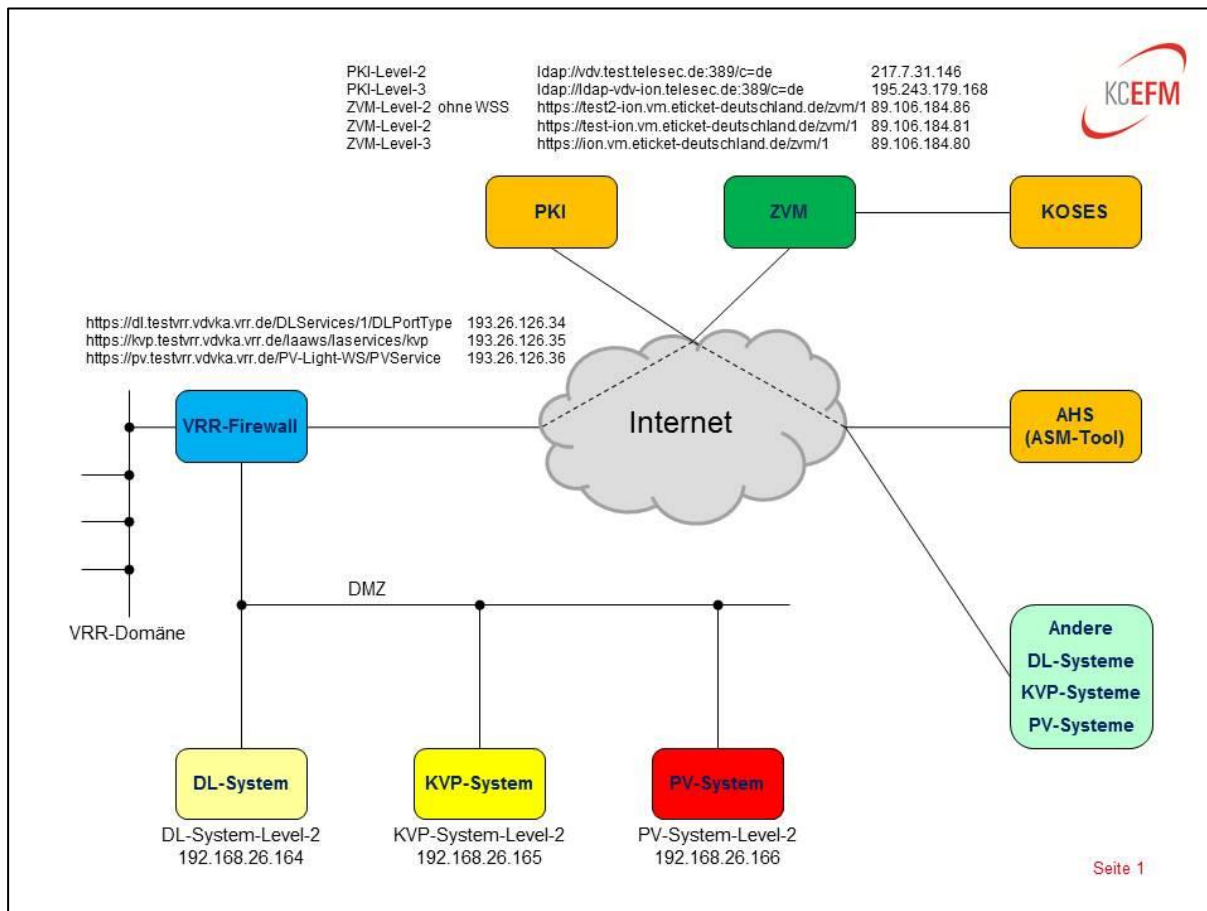 PKI-Level-2 ldap://vdv.test.telesec.de:389/c=de 217.7.31.146
PKI-Level-3 ldap://ldap-vdv-ion.telesec.de:389/c=de 195.243.179.168
ZVM-Level-2 ohne WSS https://test2-ion.vm.eticket-deutschland.de/zvm/1 89.106.184.86
ZVM-Level-2 https://test-ion.vm.eticket-deutschland.de/zvm/1 89.106.184.81
ZVM-Level-3 https://ion.vm.eticket-deutschland.de/zvm/1 89.106.184.80
KCEFM
PKI
ZVM
KOSES
https://dl.testvrr.vdvka.vrr.de/DLServices/1/DLPortType 193.26.126.34
https://kvp.testvrr.vdvka.vrr.de/laaws/laservices/kvp 193.26.126.35
https://pv.testvrr.vdvka.vrr.de/PV-Light-WS/PVService 193.26.126.36
VRR-Firewall
Internet
AHS
(ASM-Tool)
DMZ
VRR-Domäne
Andere
DL-Systeme
KVP-Systeme
PV-Systeme
DL-System
KVP-System
PV-System
DL-System-Level-2
192.168.26.164
KVP-System-Level-2
192.168.26.165
PV-System-Level-2
192.168.26.166
Seite 1